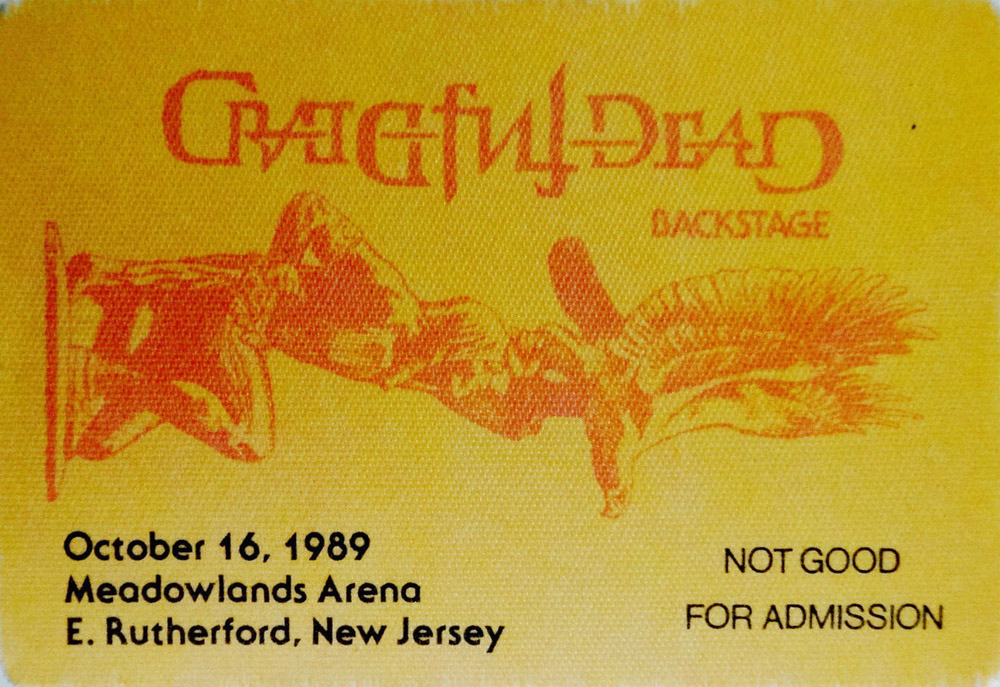 Grateful Dead
BACKSTAGE
October 16, 1989
Meadowlands Arena
E. Rutherford, New Jersey
NOT GOOD
FOR ADMISSION